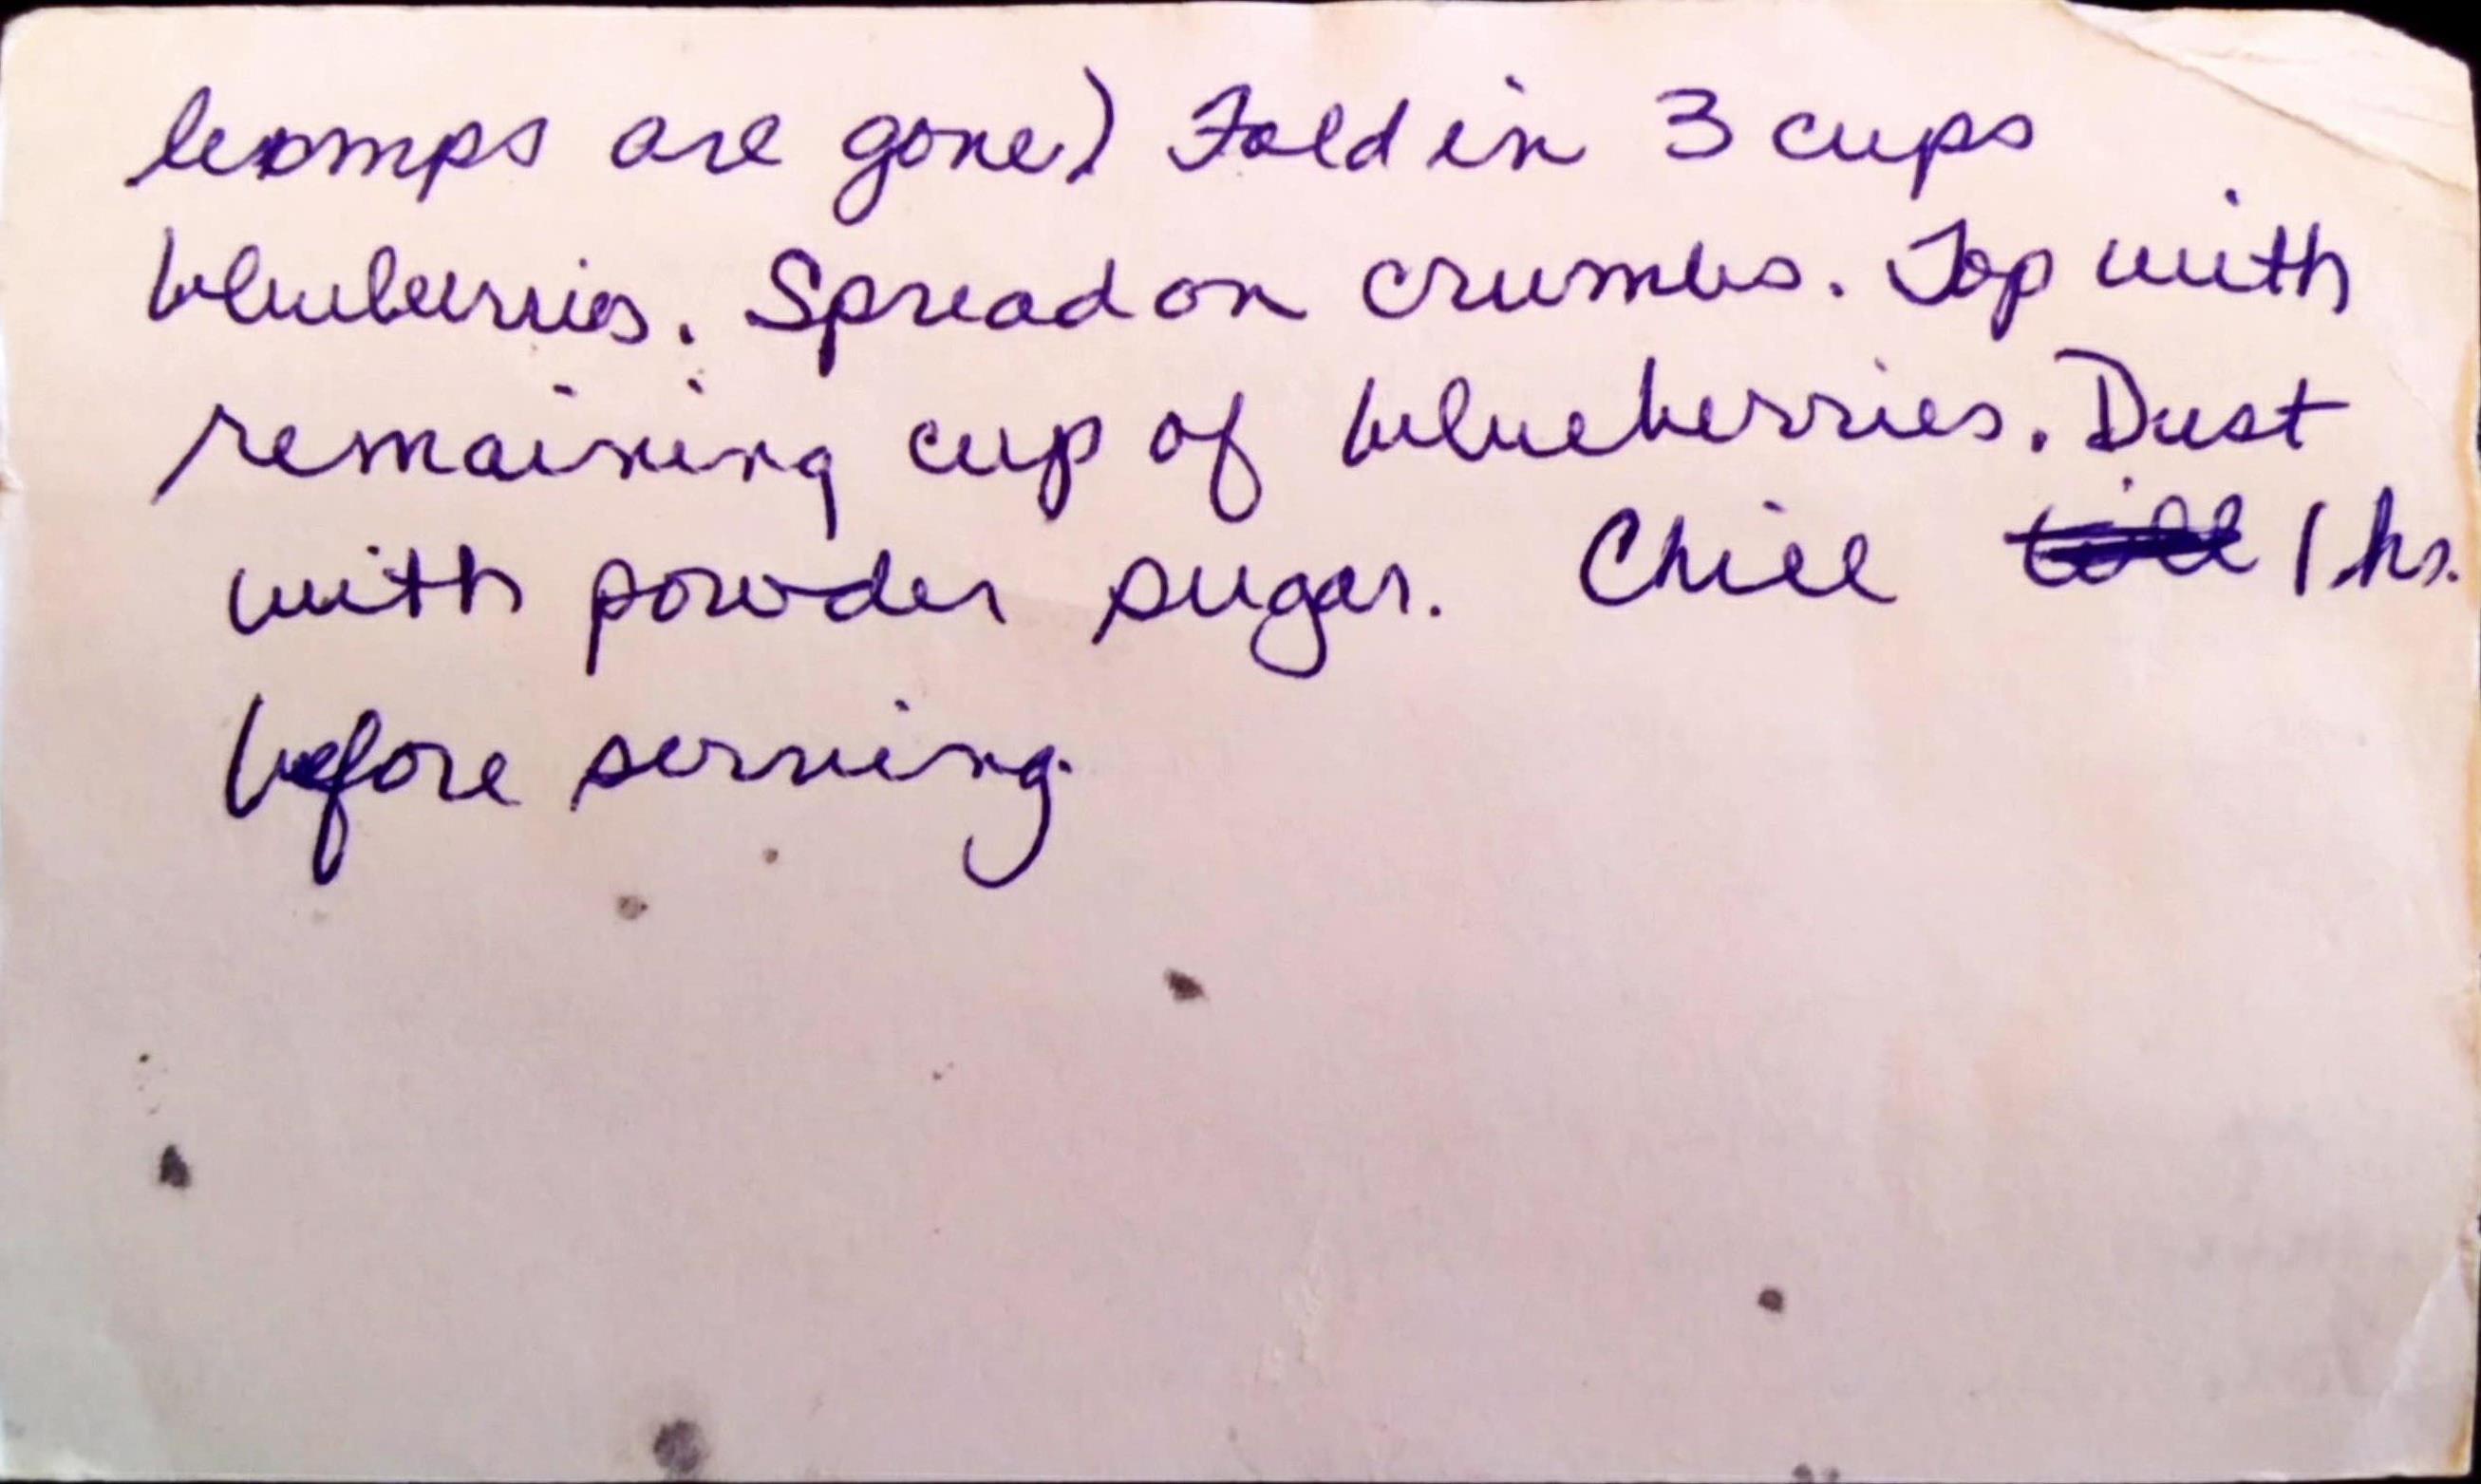 lumps are gone) Fold in 3 cups
blueberries. Spread on crumbs. Top with
remaining cup of blueberries. Dust
with powder sugar. Chill till 1 hr.
before serving.